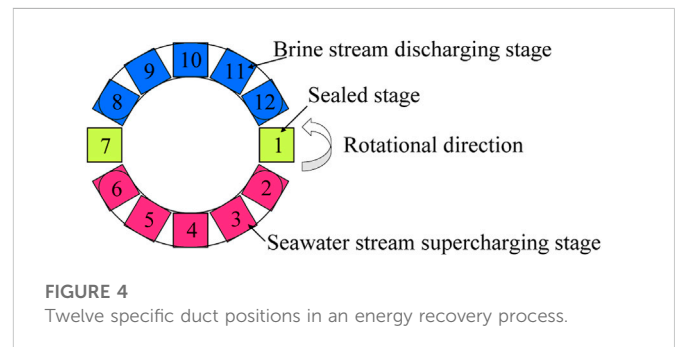 Brine stream discharging stage
10
9
11
8
12
Sealed stage
7
1
Rotational direction
6
2
5
3
4
Seawater stream supercharging stage
FIGURE 4
Twelve specific duct positions in an energy recovery process.